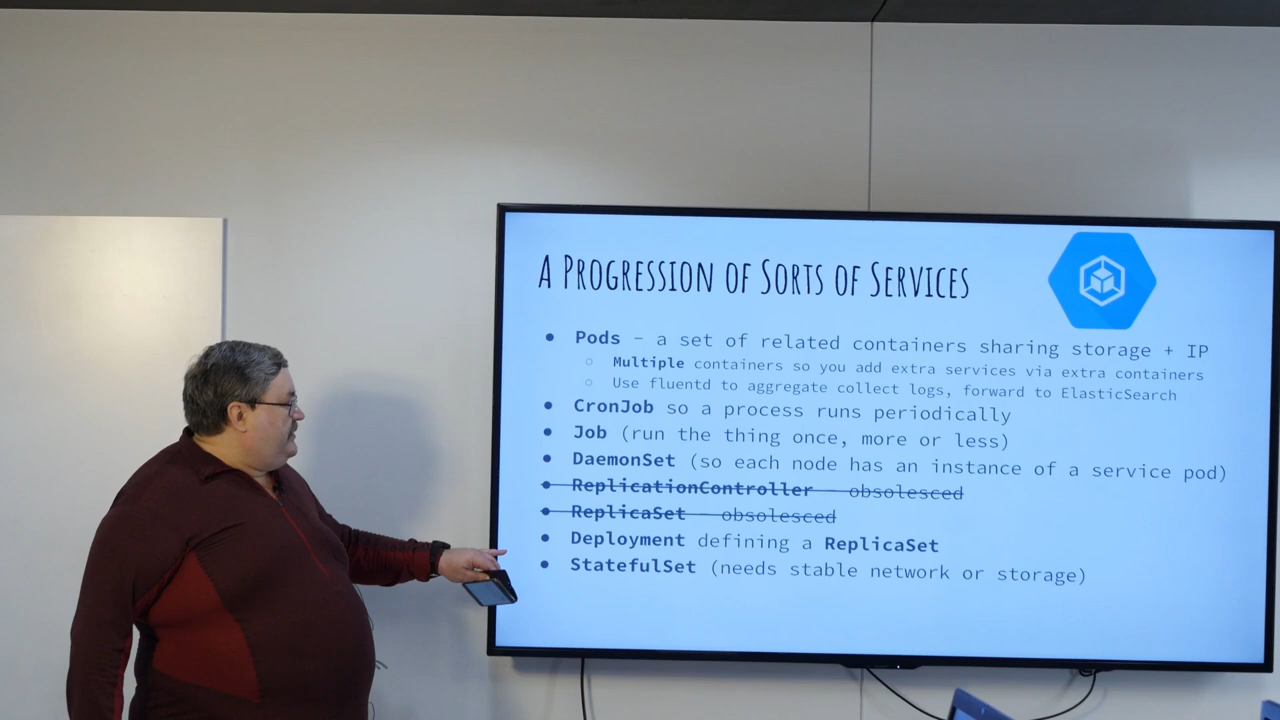 A Progression of Sorts of Services
● Pods – a set of related containers sharing storage + IP
○ Multiple containers so you add extra services via extra containers
○ Use fluentd to aggregate collect logs, forward to ElasticSearch
● CronJob so a process runs periodically
● Job (run the thing once, more or less)
● DaemonSet (so each node has an instance of a service pod)
● ReplicationController – obsolesced
● ReplicaSet – obsolesced
● Deployment defining a ReplicaSet
● StatefulSet (needs stable network or storage)